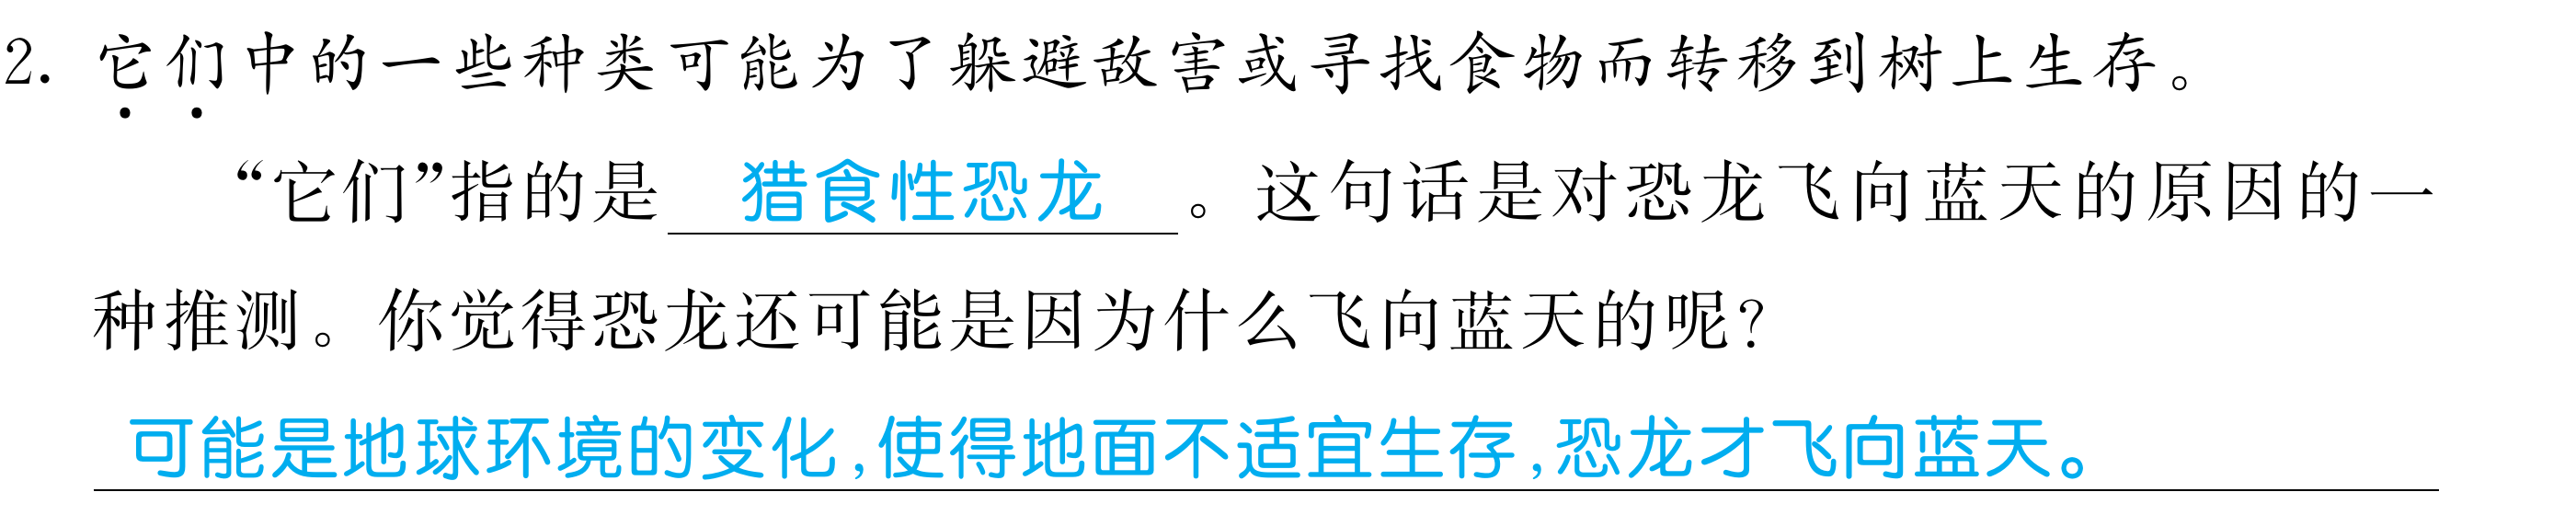 2. 它们中的一些种类可能为了躲避敌害或寻找食物而转移到树上生存。
“它们”指的是 猎食性恐龙 。这句话是对恐龙飞向蓝天的原因的一
种推测。你觉得恐龙还可能是因为什么飞向蓝天的呢?
可能是地球环境的变化,使得地面不适宜生存,恐龙才飞向蓝天。